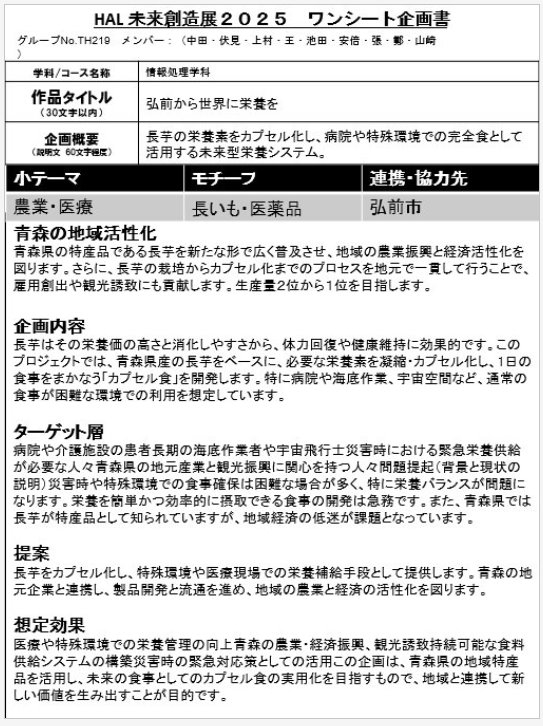 HAL 未来創造展２０２５　ワンシート企画書
グループNo.TH219　メンバー：（中田・伏見・上村・王・池田・安倍・張・鄭・山崎
）
学科/コース名称　情報処理学科
作品タイトル
（30文字以内）
弘前から世界に栄養を
企画概要
（説明文 60文字程度）
長芋の栄養素をカプセル化し、病院や特殊環境での完全食として
活用する未来型栄養システム。
小テーマ　モチーフ　連携・協力先
農業・医療　長いも・医薬品　弘前市
青森の地域活性化
青森県の特産品である長芋を新たな形で広く普及させ、地域の農業振興と経済活性化を
図ります。さらに、長芋の栽培からカプセル化までのプロセスを地元で一貫して行うことで、
雇用創出や観光誘致にも貢献します。生産量２位から１位を目指します。
企画内容
長芋はその栄養価の高さと消化しやすさから、体力回復や健康維持に効果的です。この
プロジェクトでは、青森県産の長芋をベースに、必要な栄養素を凝縮・カプセル化し、1日の
食事をまかなう「カプセル食」を開発します。特に病院や海底作業、宇宙空間など、通常の
食事が困難な環境での利用を想定しています。
ターゲット層
病院や介護施設の患者長期の海底作業者や宇宙飛行士災害時における緊急栄養供給
が必要な人々青森県の地元産業と観光振興に関心を持つ人々問題提起（背景と現状の
説明）災害時や特殊環境での食事確保は困難な場合が多く、特に栄養バランスが問題に
なります。栄養を簡単かつ効率的に摂取できる食事の開発は急務です。また、青森県では
長芋が特産品として知られていますが、地域経済の低迷が課題となっています。
提案
長芋をカプセル化し、特殊環境や医療現場での栄養補給手段として提供します。青森の地
元企業と連携し、製品開発と流通を進め、地域の農業と経済の活性化を図ります。
想定効果
医療や特殊環境での栄養管理の向上青森の農業・経済振興、観光誘致持続可能な食料
供給システムの構築災害時の緊急対応策としての活用この企画は、青森県の地域特産
品を活用し、未来の食事としてのカプセル食の実用化を目指すもので、地域と連携して新
しい価値を生み出すことが目的です。